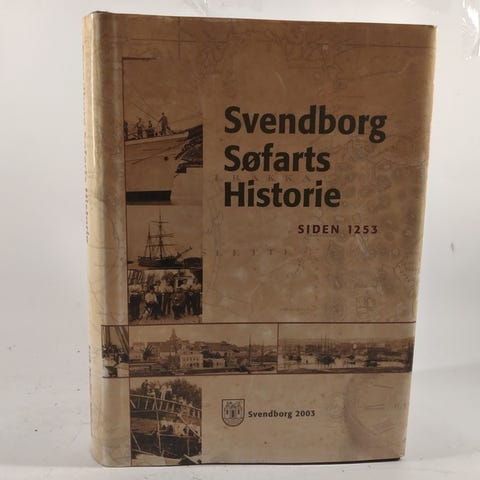 Svendborg
Søfarts
Historie
SIDEN 1253
Svendborg 2003